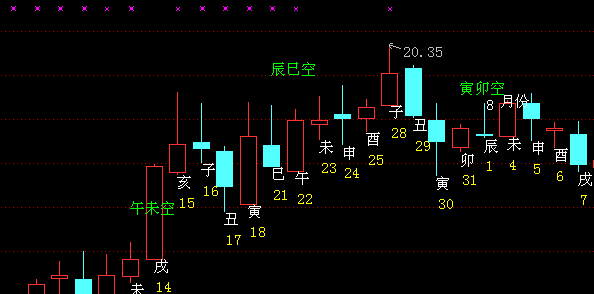 20.35
辰巳空
寅卯空
8 月份
子
28
丑
29
酉
25
未
23
申
24
卯
31
辰
1
未
4
申
5
酉
6
亥
15
子
16
巳
21
午
22
寅
30
戌
7
午未空
丑
17
寅
18
戌
14
未